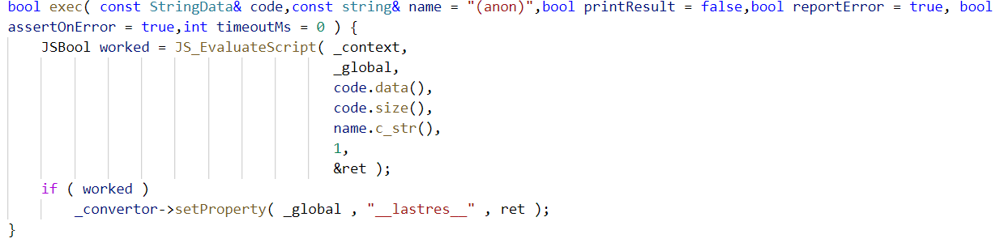 bool exec( const StringData& code,const string& name = "(anon)",bool printResult = false,bool reportError = true, bool
assertOnError = true,int timeoutMs = 0 ) {
    JSBool worked = JS_EvaluateScript( _context,
                                       _global,
                                       code.data(),
                                       code.size(),
                                       name.c_str(),
                                       1,
                                       &ret );
    if ( worked )
        _convertor->setProperty( _global , "__lastres__" , ret );
}